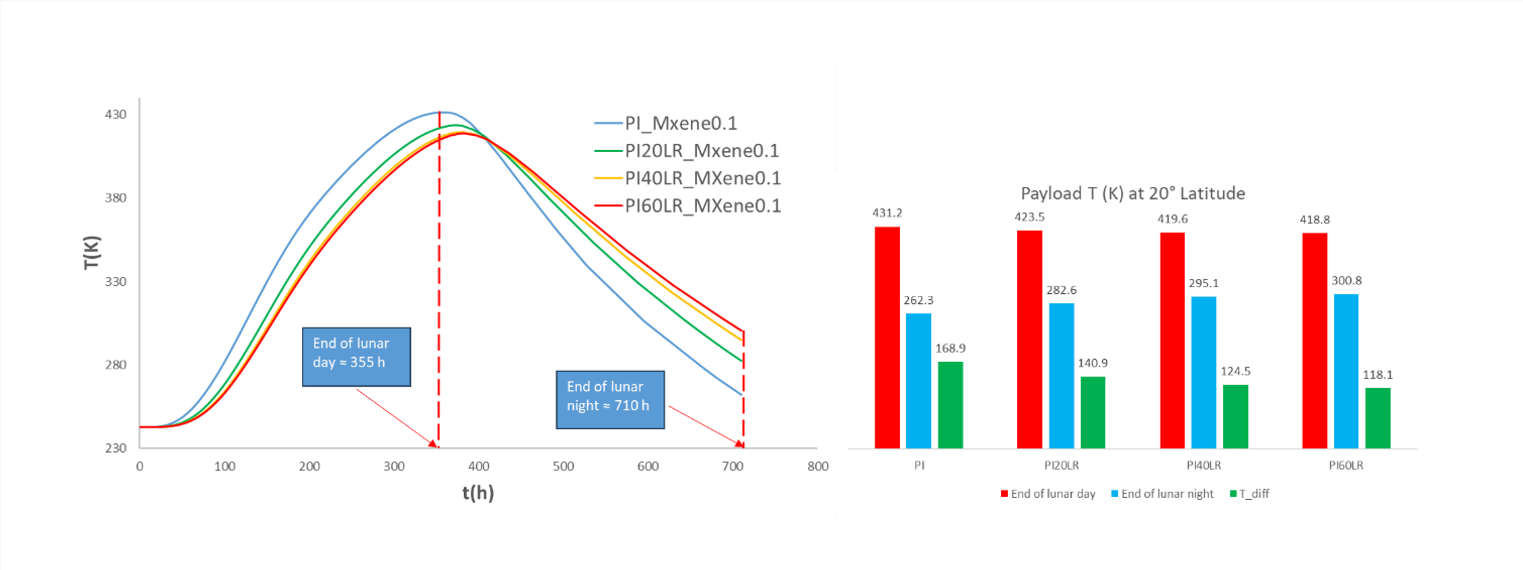 430
380
330
280
230
T(K)
0 100 200 300 400 500 600 700 800
t(h)
PI_Mxene0.1
PI20LR_Mxene0.1
PI40LR_MXene0.1
PI60LR_MXene0.1
End of lunar
day ≈ 355 h
End of lunar
night ≈ 710 h
Payload T (K) at 20° Latitude
431.2 423.5 419.6 418.8
262.3 282.6 295.1 300.8
168.9 140.9 124.5 118.1
PI PI20LR PI40LR PI60LR
End of lunar day End of lunar night T_diff